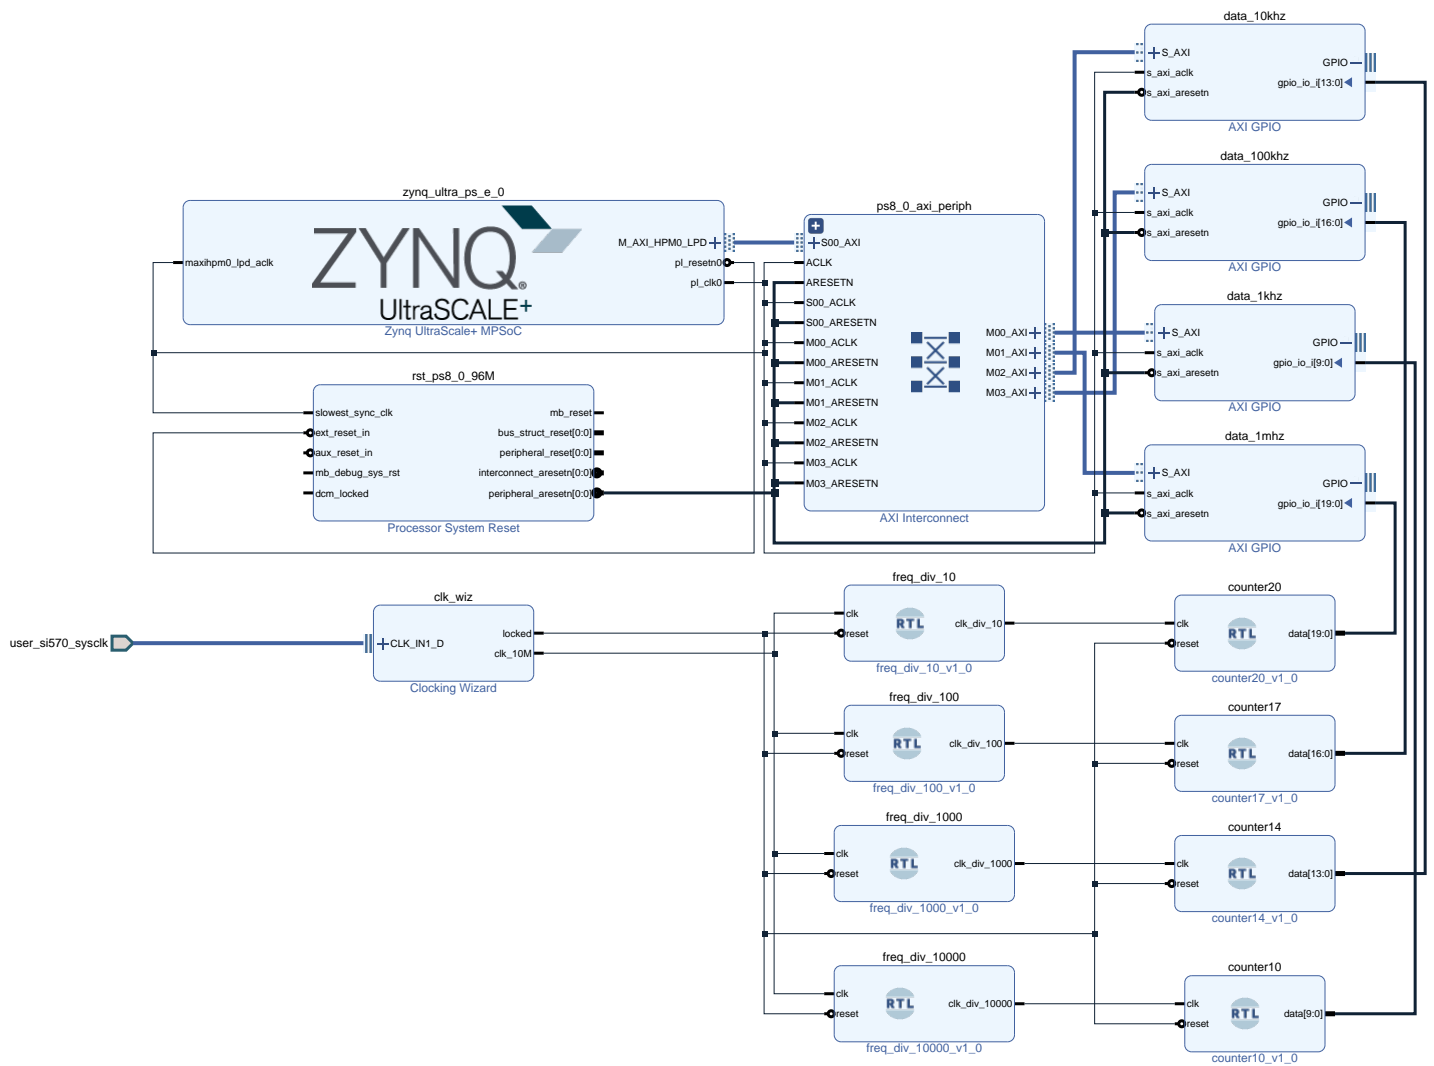 data_10khz
S_AXI
s_axi_aclk
s_axi_aresetn
GPIO
gpio_io_i[13:0]
AXI GPIO
data_100khz
S_AXI
s_axi_aclk
s_axi_aresetn
GPIO
gpio_io_i[16:0]
AXI GPIO
zynq_ultra_ps_e_0
maxihpm0_lpd_aclk
ZYNQ®
UltraSCALE+
M_AXI_HPM0_LPD
pl_resetn0
pl_clk0
Zynq UltraScale+ MPSoC
ps8_0_axi_periph
S00_AXI
ACLK
ARESETN
S00_ACLK
S00_ARESETN
M00_ACLK
M00_ARESETN
M01_ACLK
M01_ARESETN
M02_ACLK
M02_ARESETN
M03_ACLK
M03_ARESETN
M00_AXI
M01_AXI
M02_AXI
M03_AXI
AXI Interconnect
data_1khz
S_AXI
s_axi_aclk
s_axi_aresetn
GPIO
gpio_io_i[9:0]
AXI GPIO
rst_ps8_0_96M
slowest_sync_clk
ext_reset_in
aux_reset_in
mb_debug_sys_rst
dcm_locked
mb_reset
bus_struct_reset[0:0]
peripheral_reset[0:0]
interconnect_aresetn[0:0]
peripheral_aresetn[0:0]
Processor System Reset
data_1mhz
S_AXI
s_axi_aclk
s_axi_aresetn
GPIO
gpio_io_i[19:0]
AXI GPIO
user_si570_sysclk
clk_wiz
CLK_IN1_D
locked
clk_10M
Clocking Wizard
freq_div_10
clk
reset
RTL
clk_div_10
freq_div_10_v1_0
counter20
clk
reset
RTL
data[19:0]
counter20_v1_0
freq_div_100
clk
reset
RTL
clk_div_100
freq_div_100_v1_0
counter17
clk
reset
RTL
data[16:0]
counter17_v1_0
freq_div_1000
clk
reset
RTL
clk_div_1000
freq_div_1000_v1_0
counter14
clk
reset
RTL
data[13:0]
counter14_v1_0
freq_div_10000
clk
reset
RTL
clk_div_10000
freq_div_10000_v1_0
counter10
clk
reset
RTL
data[9:0]
counter10_v1_0